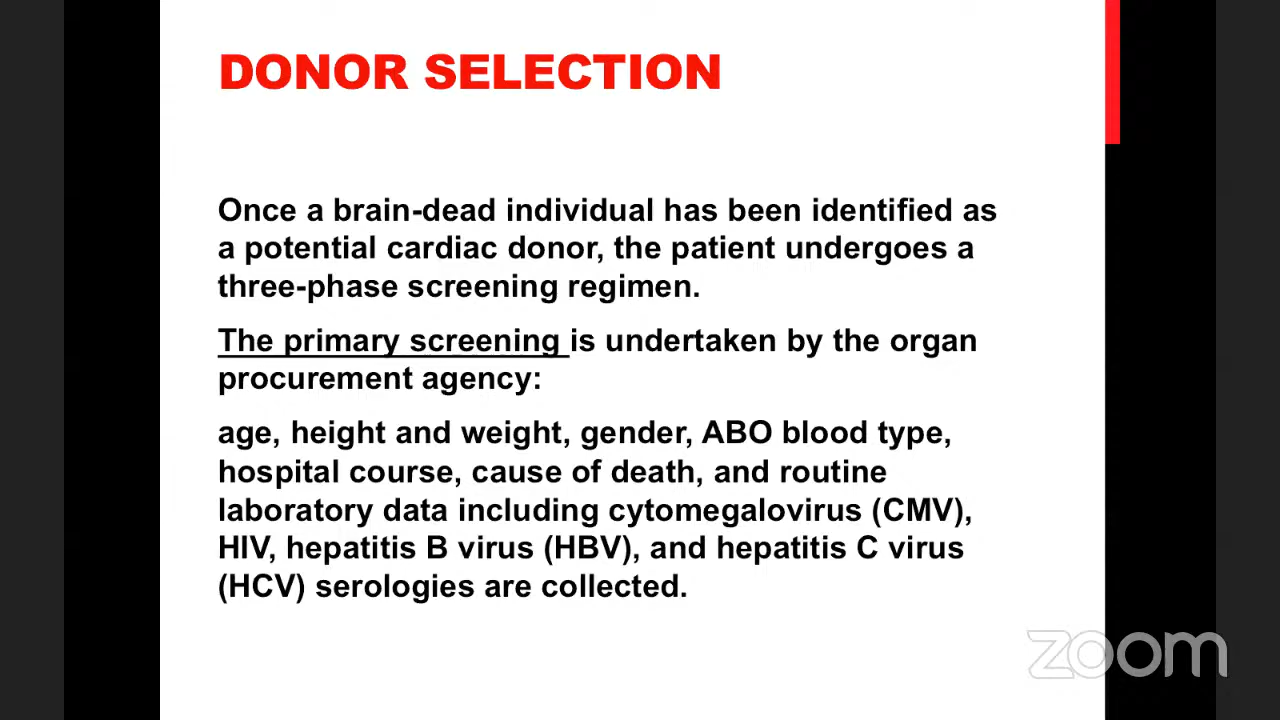 DONOR SELECTION
Once a brain-dead individual has been identified as
a potential cardiac donor, the patient undergoes a
three-phase screening regimen.
The primary screening is undertaken by the organ
procurement agency:
age, height and weight, gender, ABO blood type,
hospital course, cause of death, and routine
laboratory data including cytomegalovirus (CMV),
HIV, hepatitis B virus (HBV), and hepatitis C virus
(HCV) serologies are collected.
zoom